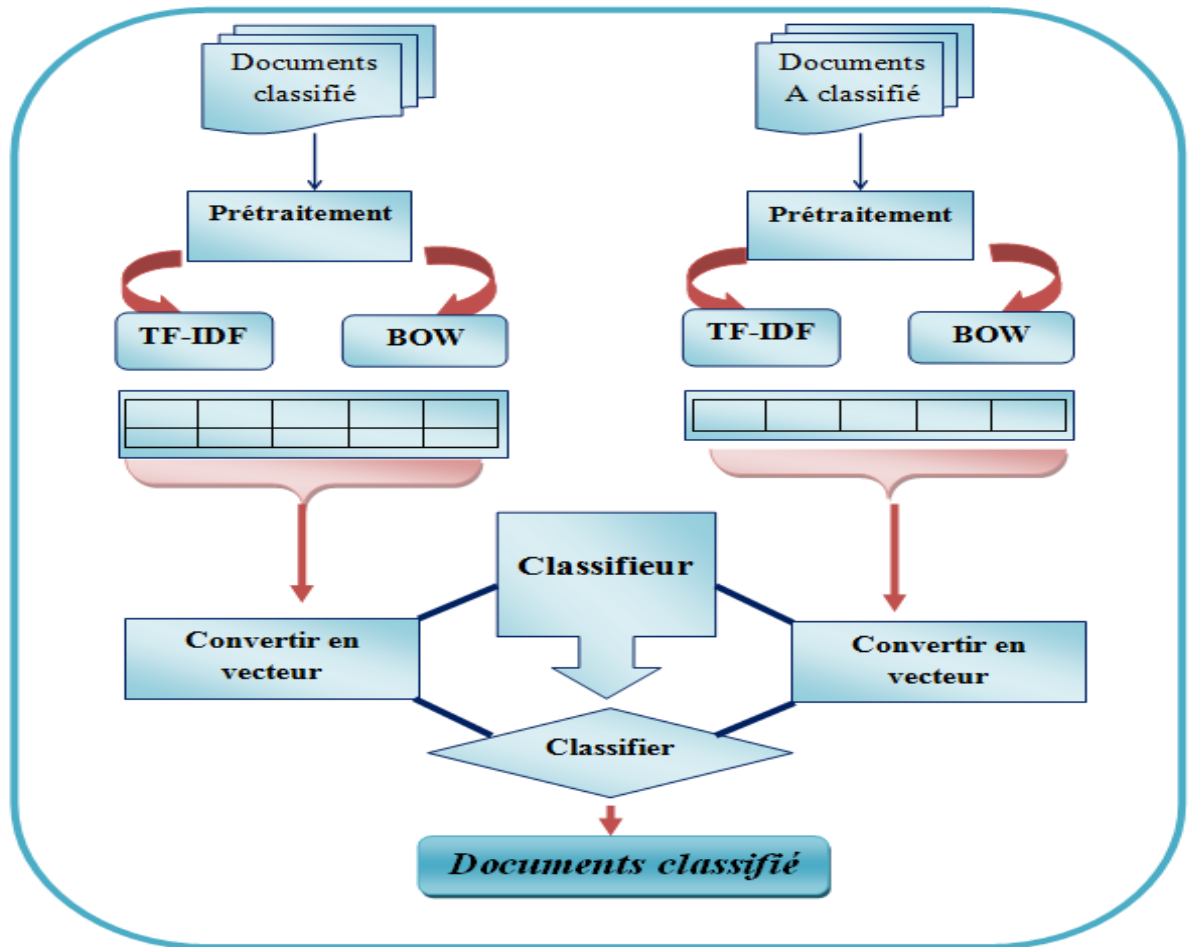 Documents
classifié
Documents
A classifié
Prétraitement
Prétraitement
TF-IDF
BOW
TF-IDF
BOW
Classifieur
Convertir en
vecteur
Convertir en
vecteur
Classifier
Documents classifié